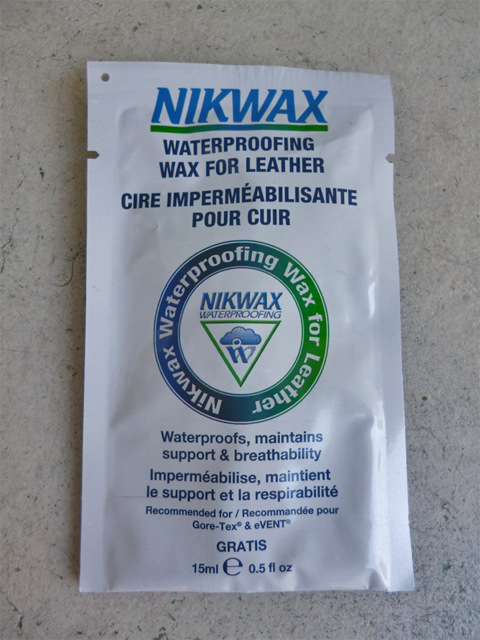 NIKWAX
WATERPROOFING
WAX FOR LEATHER
CIRE IMPERMÉABILISANTE
POUR CUIR
Nikwax Waterproofing Wax for Leather
NIKWAX
WATERPROOFING
Waterproofs, maintains
support & breathability
Imperméabilise, maintient
le support et la respirabilité
Recommended for / Recommandée pour
Gore-Tex® & eVENT®
GRATIS
15ml ℮ 0.5 fl oz